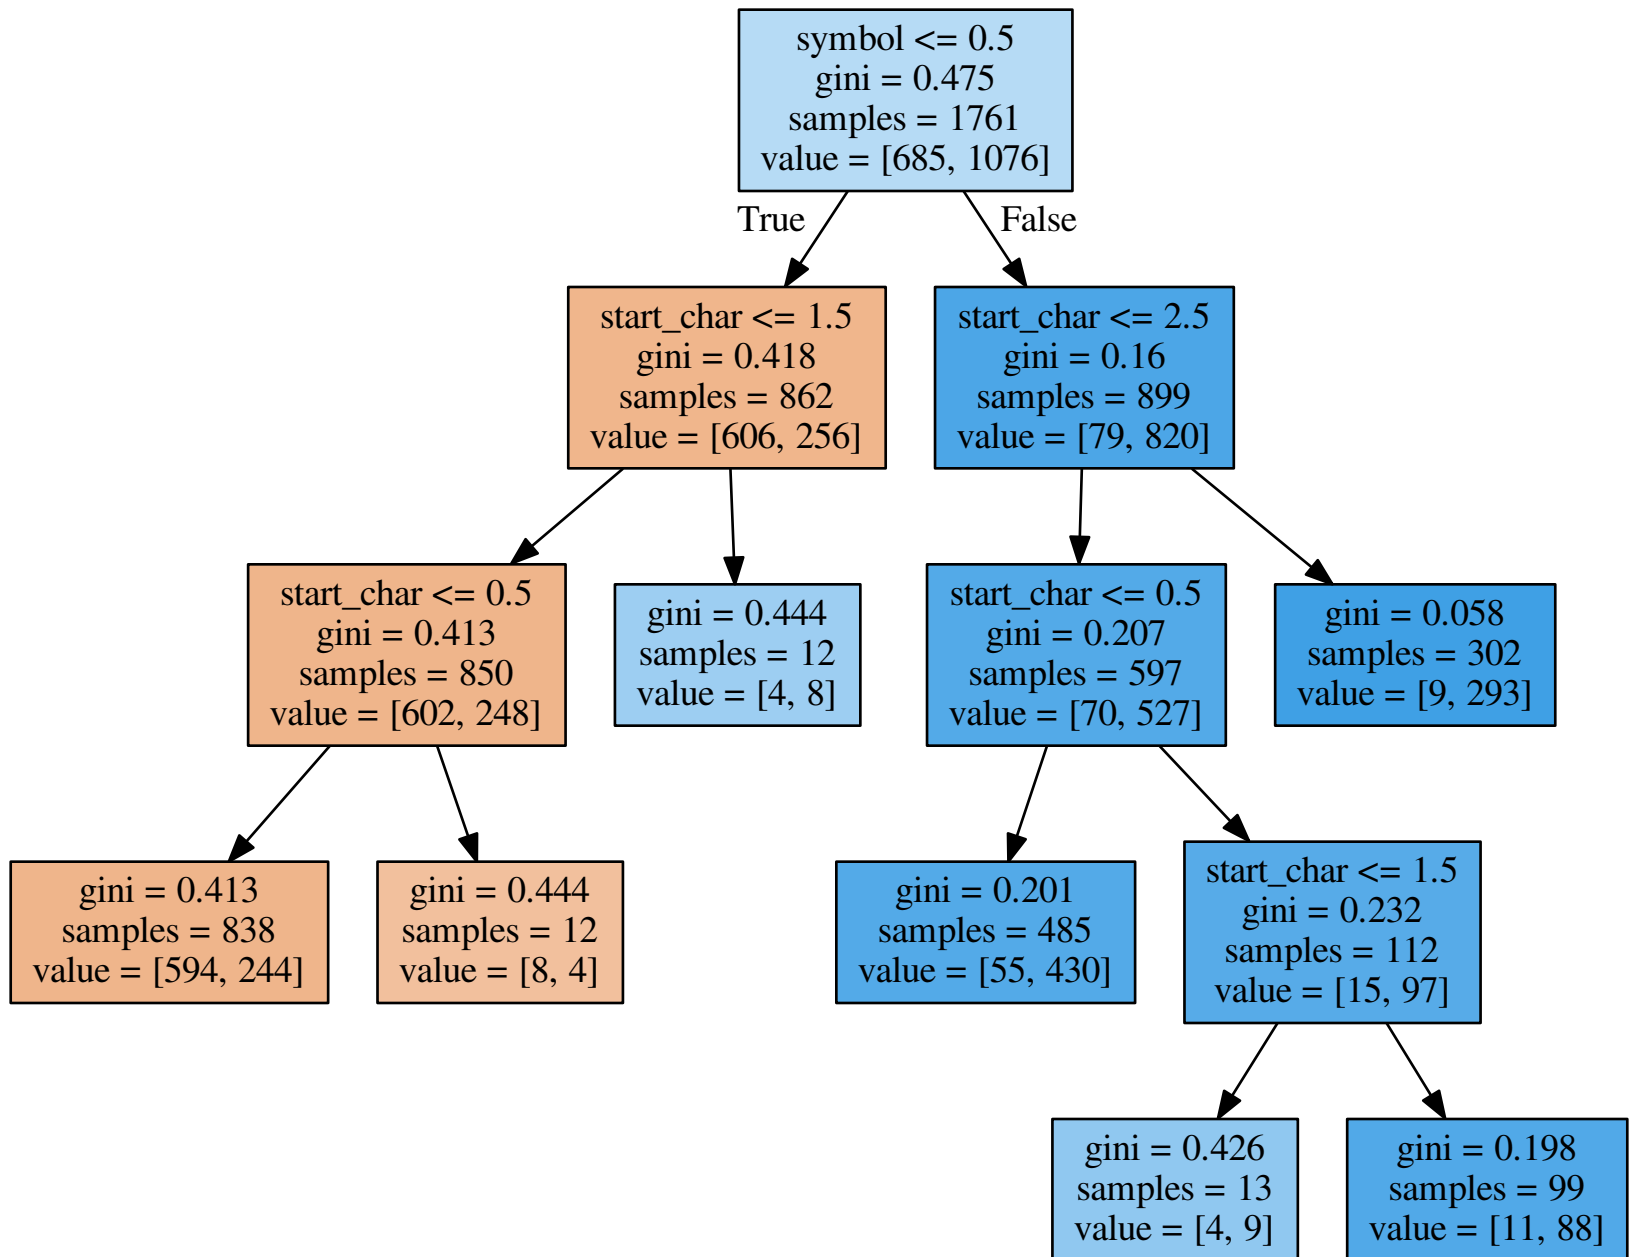 symbol <= 0.5
gini = 0.475
samples = 1761
value = [685, 1076]
True
False
start_char <= 1.5
gini = 0.418
samples = 862
value = [606, 256]
start_char <= 2.5
gini = 0.16
samples = 899
value = [79, 820]
start_char <= 0.5
gini = 0.413
samples = 850
value = [602, 248]
gini = 0.444
samples = 12
value = [4, 8]
start_char <= 0.5
gini = 0.207
samples = 597
value = [70, 527]
gini = 0.058
samples = 302
value = [9, 293]
gini = 0.413
samples = 838
value = [594, 244]
gini = 0.444
samples = 12
value = [8, 4]
gini = 0.201
samples = 485
value = [55, 430]
start_char <= 1.5
gini = 0.232
samples = 112
value = [15, 97]
gini = 0.426
samples = 13
value = [4, 9]
gini = 0.198
samples = 99
value = [11, 88]